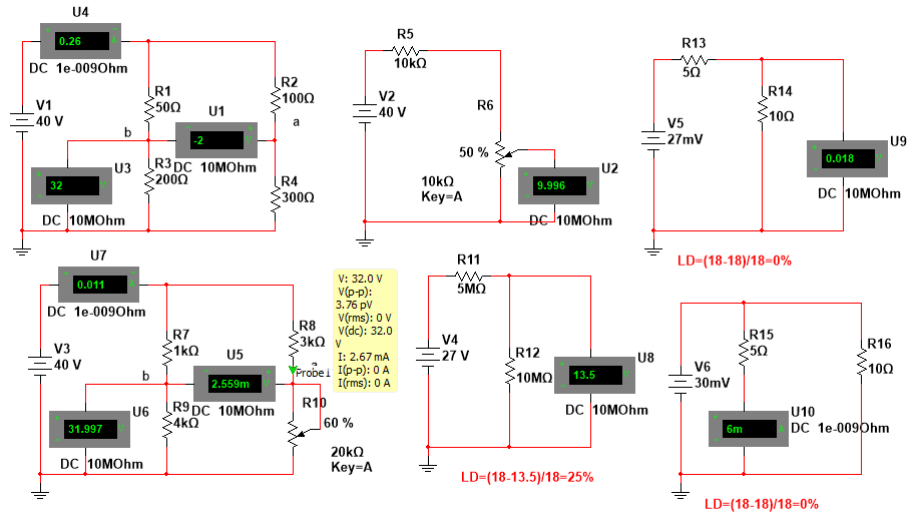 U4
0.26
DC 1e-009Ohm
V1
40 V
R1
50Ω
R2
100Ω
a
b
U1
-2
DC 10MOhm
U3
32
DC 10MOhm
R3
200Ω
R4
300Ω
R5
10kΩ
V2
40 V
R6
50 %
10kΩ
Key=A
U2
9.996
DC 10MOhm
R13
5Ω
R14
10Ω
V5
27mV
U9
0.018
DC 10MOhm
LD=(18-18)/18=0%
U7
0.011
DC 1e-009Ohm
V3
40 V
R7
1kΩ
R8
3kΩ
b
U5
2.559m
DC 10MOhm
U6
31.997
DC 10MOhm
R9
4kΩ
a
Probe1
R10
60 %
20kΩ
Key=A
V: 32.0 V
V(p-p):
3.76 pV
V(rms): 0 V
V(dc): 32.0
V
I: 2.67 mA
I(p-p): 0 A
I(rms): 0 A
R11
5MΩ
V4
27 V
R12
10MΩ
U8
13.5
DC 10MOhm
LD=(18-13.5)/18=25%
R15
5Ω
R16
10Ω
V6
30mV
U10
6m
DC 1e-009Ohm
LD=(18-18)/18=0%